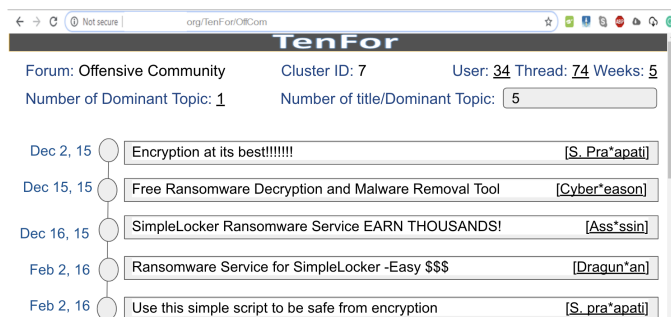 Not secure | org/TenFor/OffCom
TenFor
Forum: Offensive Community Cluster ID: 7 User: 34 Thread: 74 Weeks: 5
Number of Dominant Topic: 1 Number of title/Dominant Topic: 5
Dec 2, 15 Encryption at its best!!!!!!! [S. Pra*apati]
Dec 15, 15 Free Ransomware Decryption and Malware Removal Tool [Cyber*eason]
Dec 16, 15 SimpleLocker Ransomware Service EARN THOUSANDS! [Ass*ssin]
Feb 2, 16 Ransomware Service for SimpleLocker -Easy $$$ [Dragun*an]
Feb 2, 16 Use this simple script to be safe from encryption [S. pra*apati]